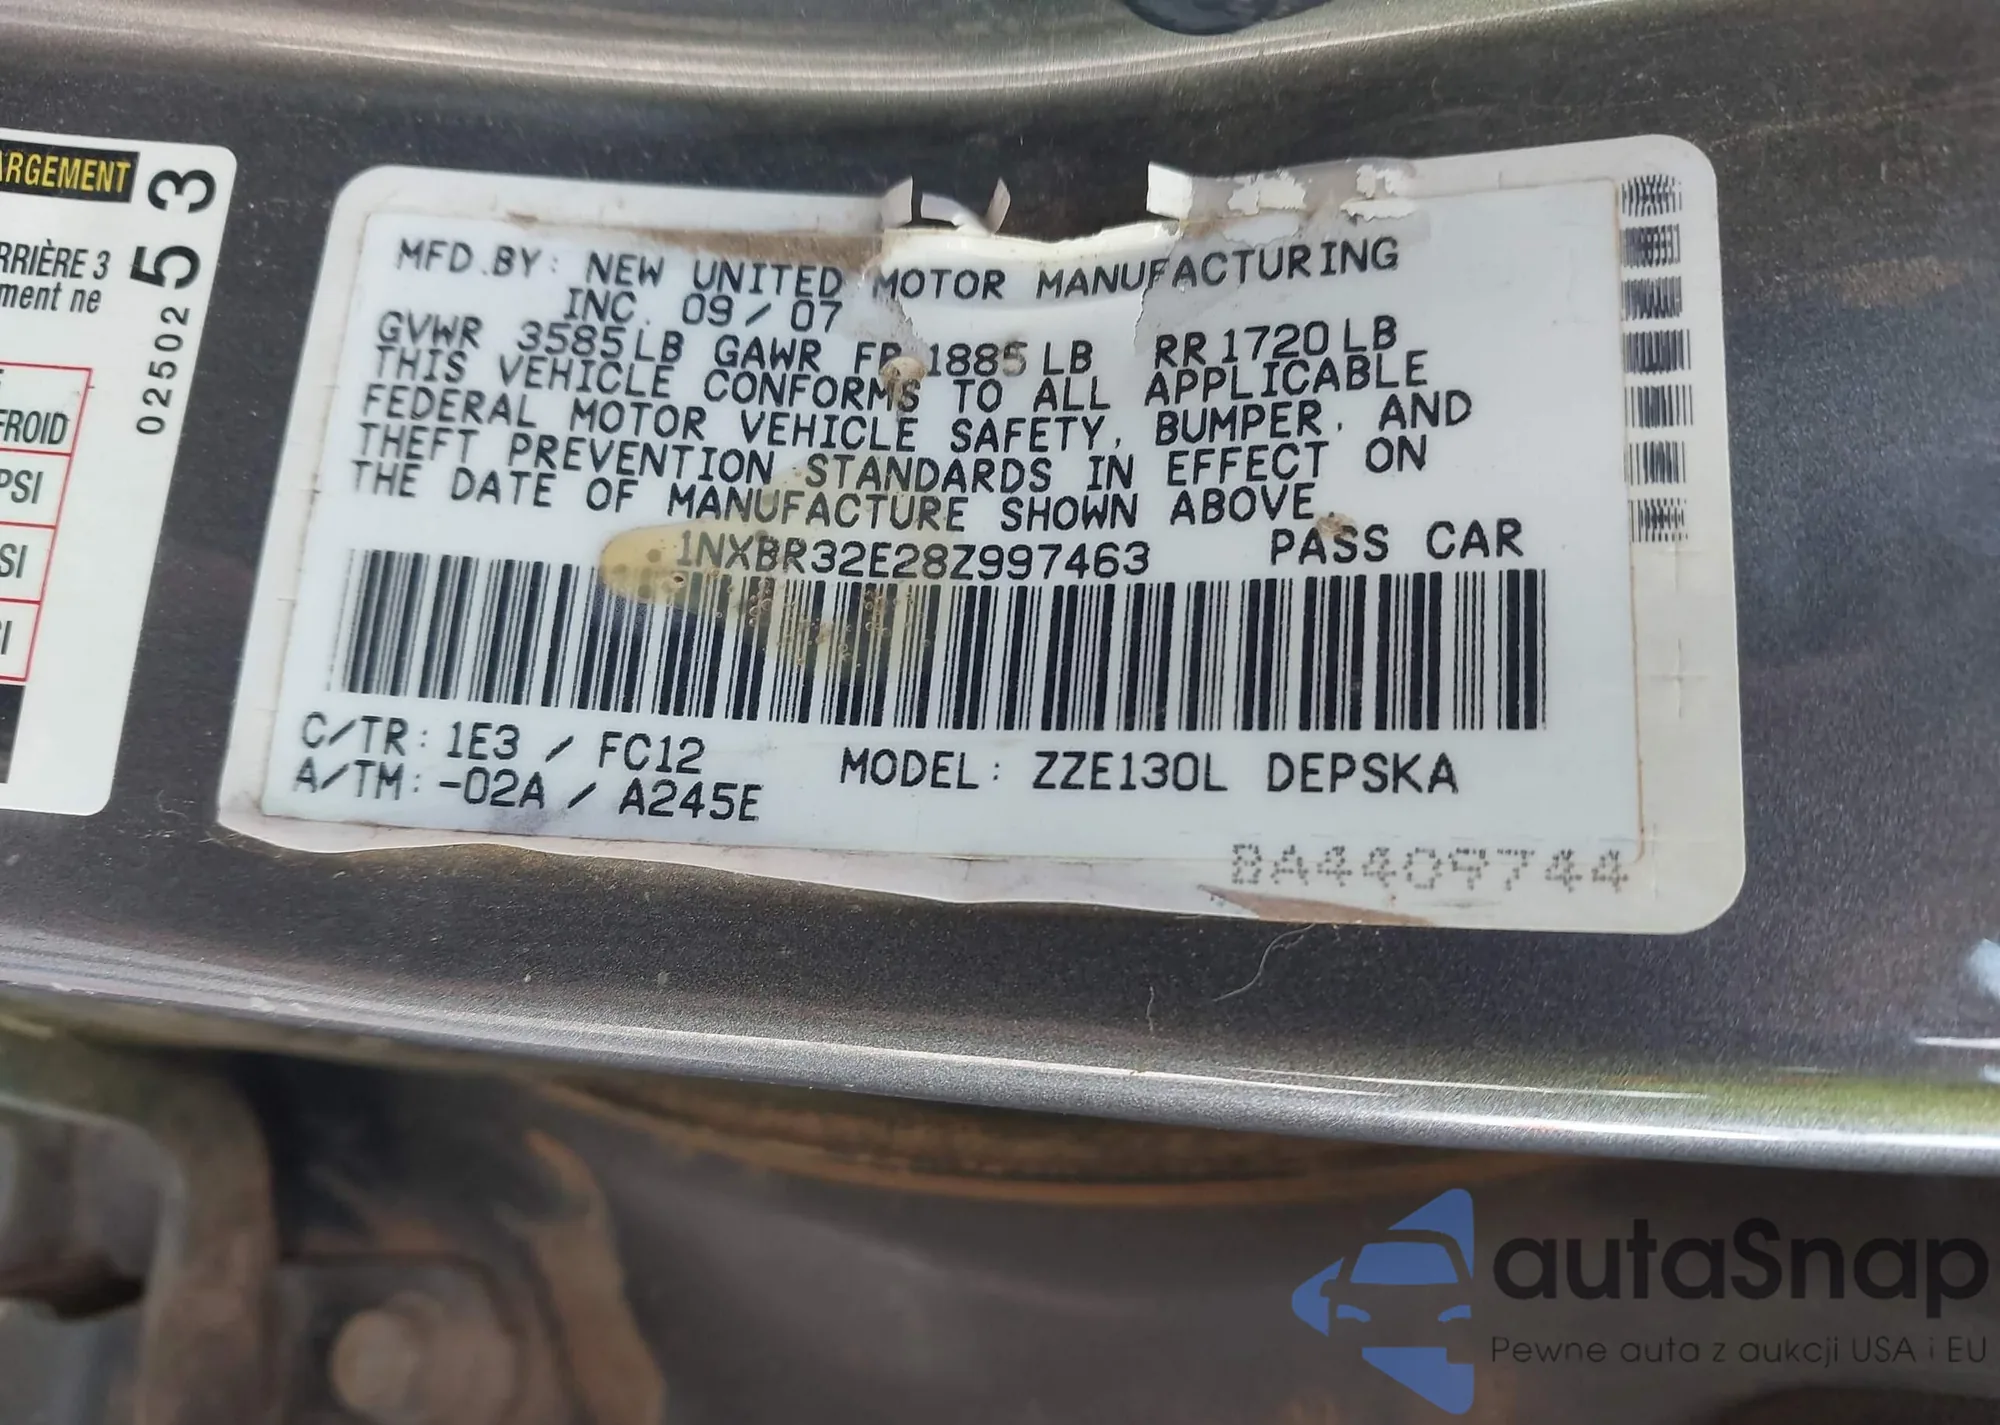 ARGEMENT
RRIÈRE 3
ment ne
FROID
PSI
SI
SI
02502 53
MFD.BY: NEW UNITED MOTOR MANUFACTURING
INC. 09/07
GVWR 3585LB GAWR FR 1885LB RR1720LB
THIS VEHICLE CONFORMS TO ALL APPLICABLE
FEDERAL MOTOR VEHICLE SAFETY, BUMPER, AND
THEFT PREVENTION STANDARDS IN EFFECT ON
THE DATE OF MANUFACTURE SHOWN ABOVE.
1NXBR32E28Z997463 PASS CAR
C/TR: 1E3 / FC12
A/TM: -02A / A245E
MODEL: ZZE130L DEPSKA
BA4409744
autaSnap
Pewne auta z aukcji USA i EU